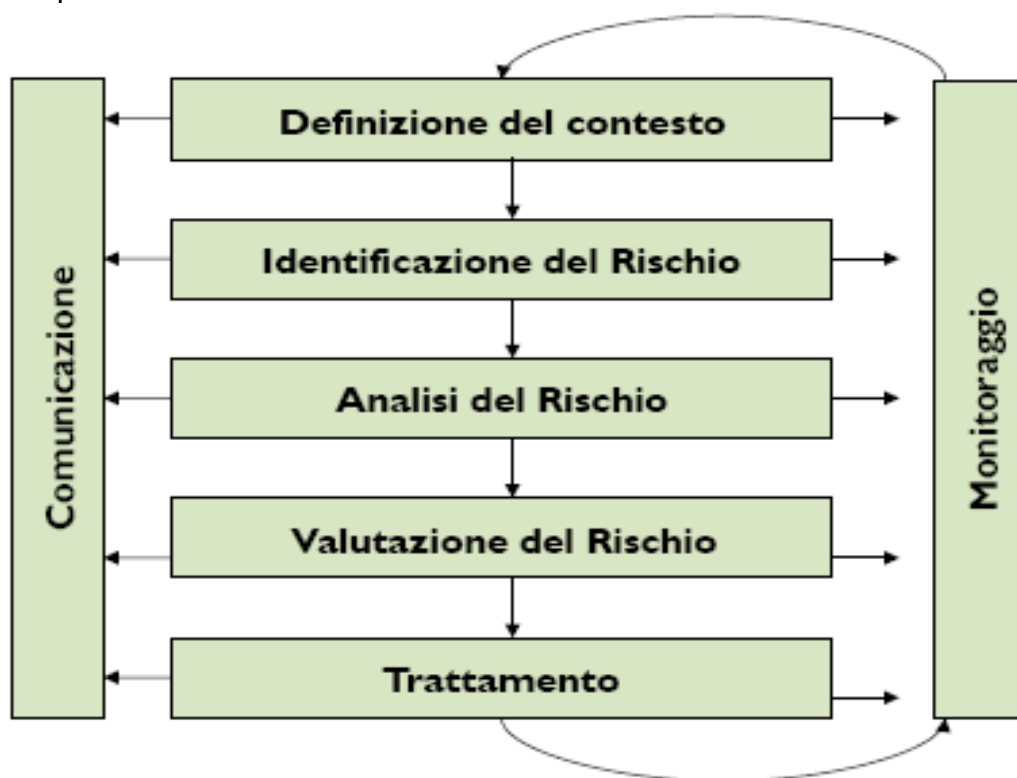 Definizione del contesto
Identificazione del Rischio
Analisi del Rischio
Valutazione del Rischio
Trattamento
Comunicazione
Monitoraggio